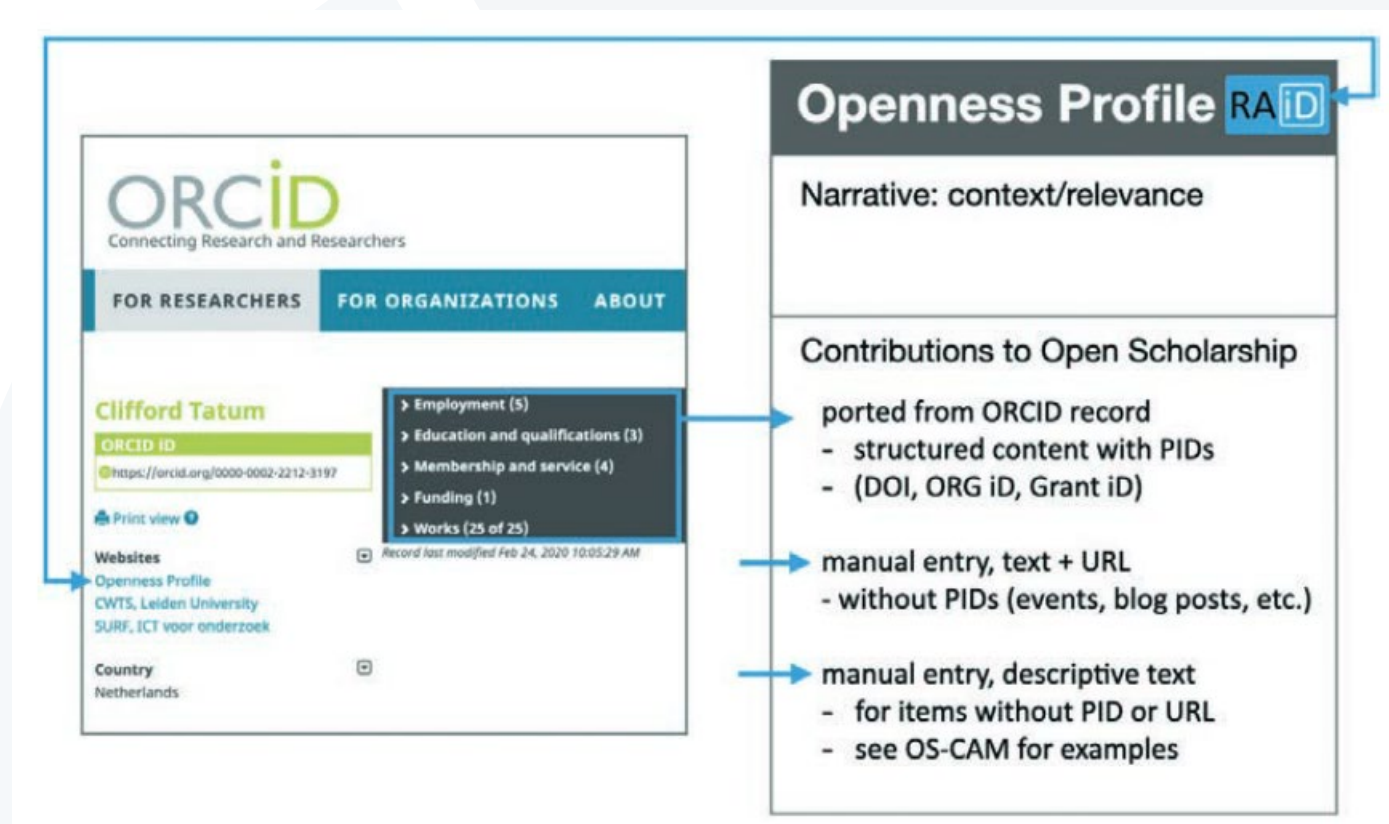 ORCiD
Connecting Research and Researchers
FOR RESEARCHERS FOR ORGANIZATIONS ABOUT
Clifford Tatum
ORCID iD
https://orcid.org/0000-0002-2212-3197
Print view
Websites
Openness Profile
CWTS, Leiden University
SURF, ICT voor onderzoek
Country
Netherlands
Employment (5)
Education and qualifications (3)
Membership and service (4)
Funding (1)
Works (25 of 25)
Record last modified Feb 24, 2020 10:05:29 AM
Openness Profile RAiD
Narrative: context/relevance
Contributions to Open Scholarship
ported from ORCID record
- structured content with PIDs
- (DOI, ORG iD, Grant iD)
manual entry, text + URL
- without PIDs (events, blog posts, etc.)
manual entry, descriptive text
- for items without PID or URL
- see OS-CAM for examples